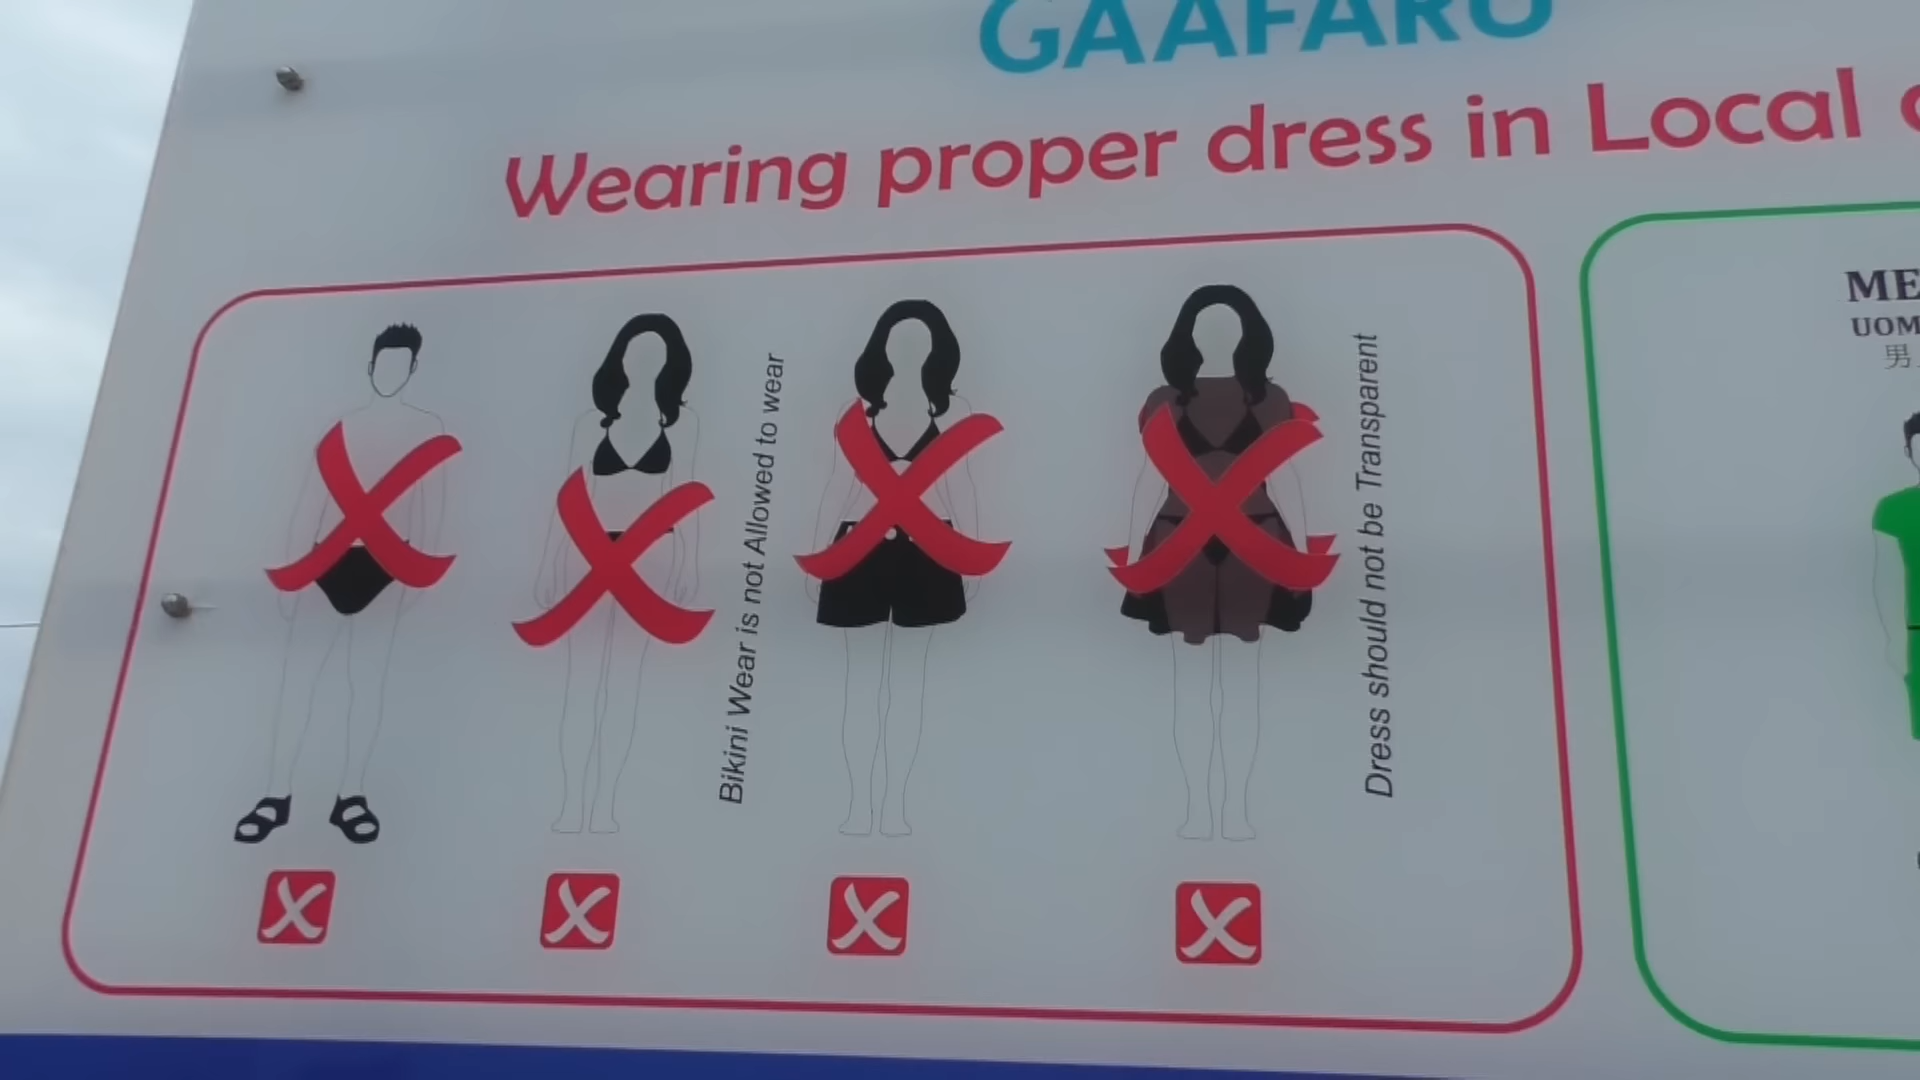 GAAFARU
Wearing proper dress in Local
Bikini Wear is not Allowed to wear
Dress should not be Transparent
ME
UOM
男